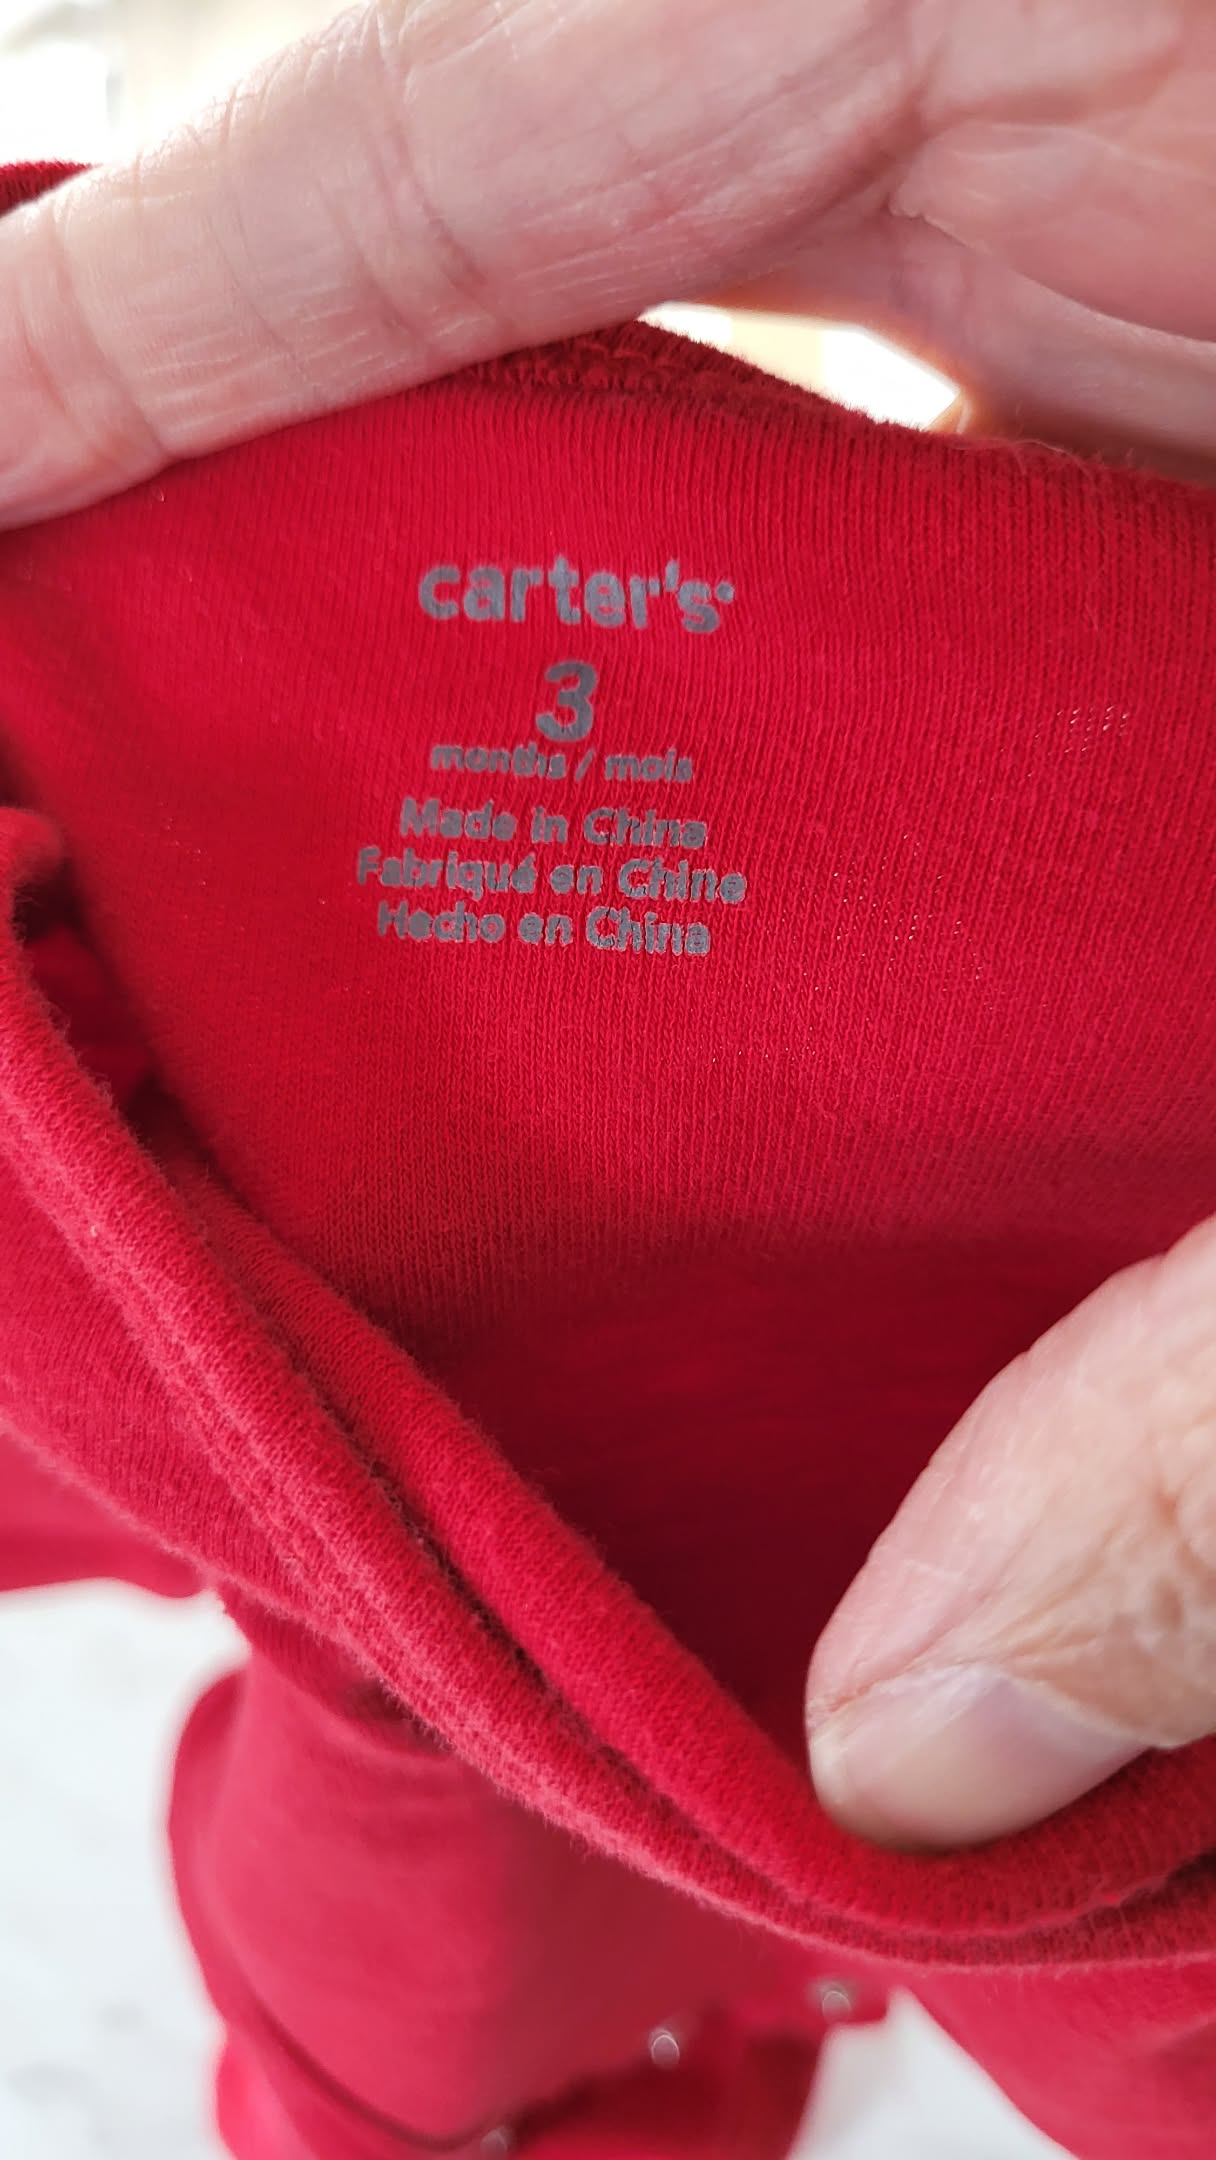 carter's
3
months / mois
Made in China
Fabriqué en Chine
Hecho en China